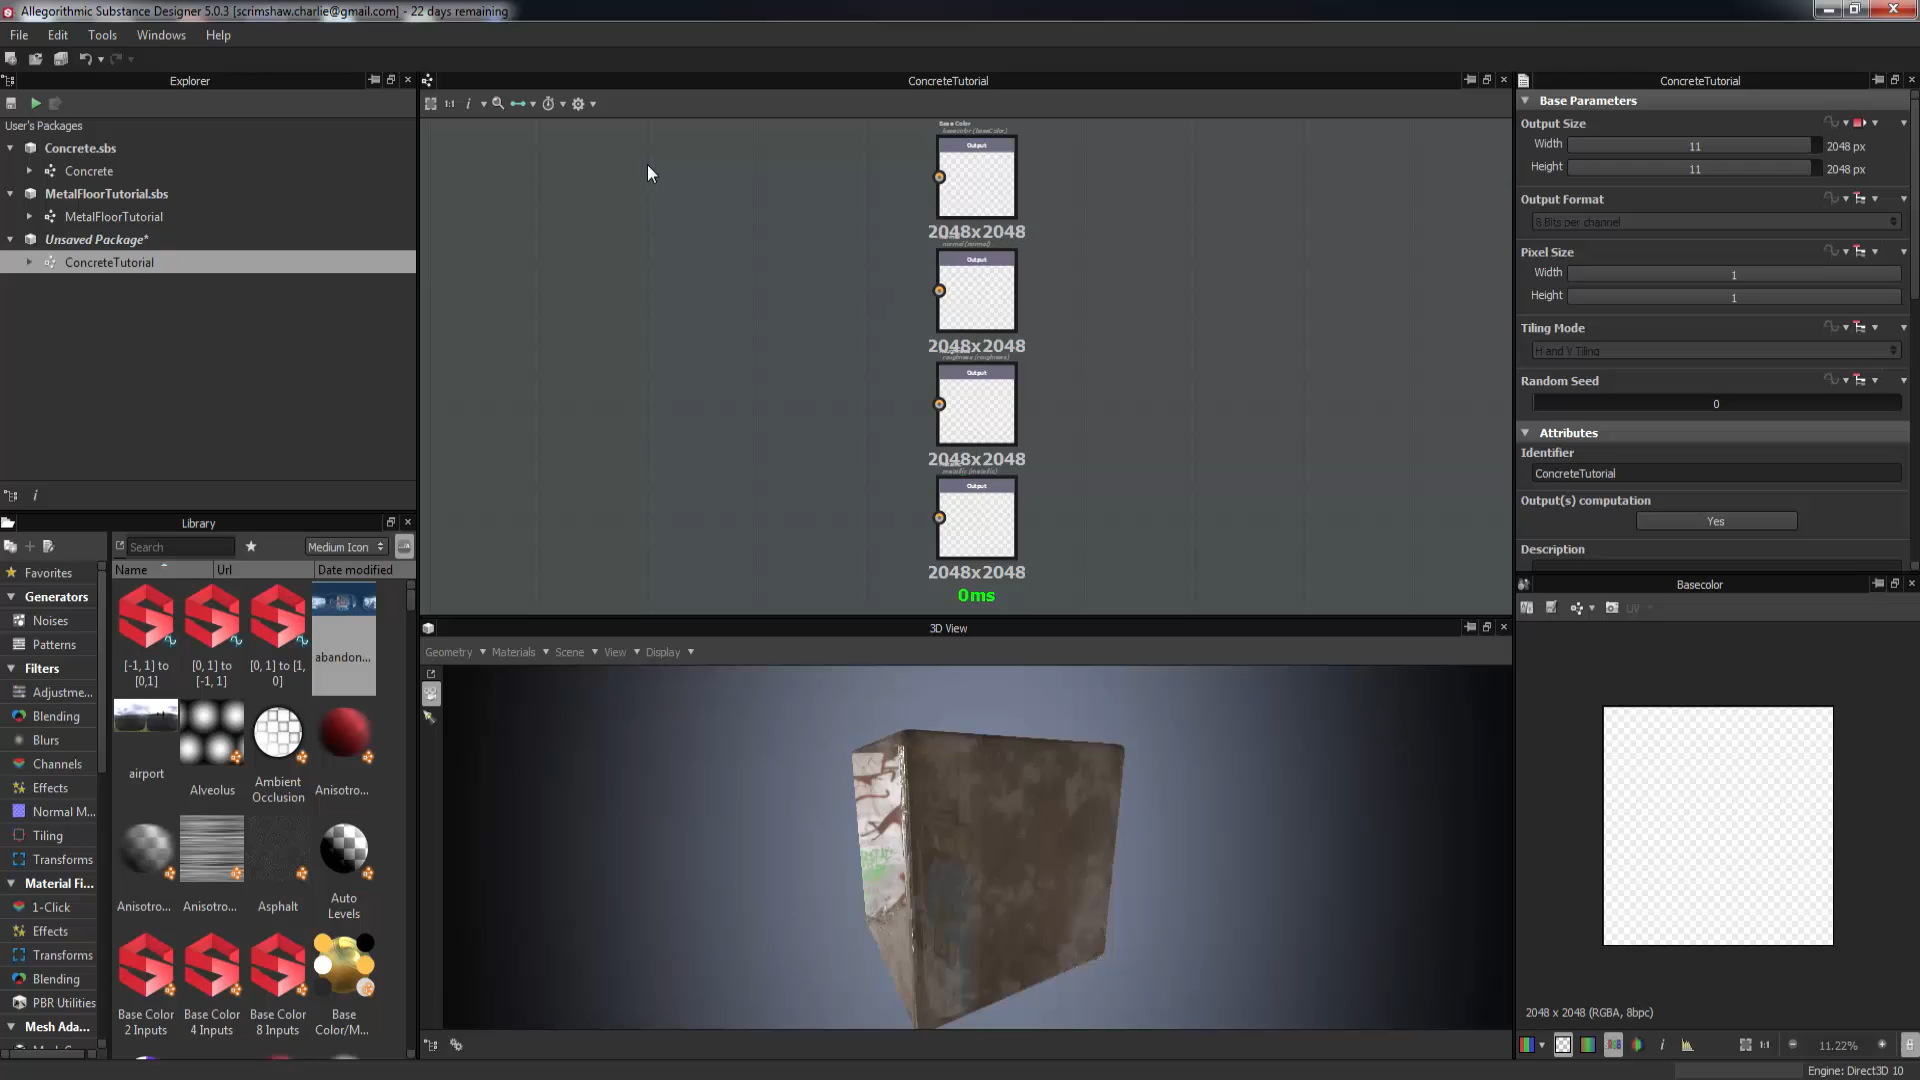 Allegorithmic Substance Designer 5.0.3 [scrimshaw.charlie@gmail.com] - 22 days remaining
File Edit Tools Windows Help
Explorer
User's Packages
Concrete.sbs
Concrete
MetalFloorTutorial.sbs
MetalFloorTutorial
Unsaved Package*
ConcreteTutorial
Library
Search
Medium Icon
Name Url Date modified
Favorites
Generators
Noises
Patterns
Filters
Adjustme...
Blending
Blurs
Channels
Effects
Normal M...
Tiling
Transforms
Material Fi...
1-Click
Effects
Transforms
Blending
PBR Utilities
Mesh Ada...
[-1, 1] to [0,1]
[0, 1] to [-1, 1]
[0, 1] to [1, 0]
abandon...
airport
Alveolus
Ambient Occlusion
Anisotro...
Anisotro...
Anisotro...
Asphalt
Auto Levels
Base Color 2 Inputs
Base Color 4 Inputs
Base Color 8 Inputs
Base Color/M...
ConcreteTutorial
1:1
Base Color
basecolor (baseColor)
Output
2048x2048
normal (normal)
Output
2048x2048
roughness (roughness)
Output
2048x2048
metallic (metallic)
Output
2048x2048
0ms
3D View
Geometry Materials Scene View Display
ConcreteTutorial
Base Parameters
Output Size
Width 11 2048 px
Height 11 2048 px
Output Format
8 Bits per channel
Pixel Size
Width 1
Height 1
Tiling Mode
H and V Tiling
Random Seed
0
Attributes
Identifier
ConcreteTutorial
Output(s) computation
Yes
Description
Basecolor
UV
2048 x 2048 (RGBA, 8bpc)
1:1
11.22%
Engine: Direct3D 10